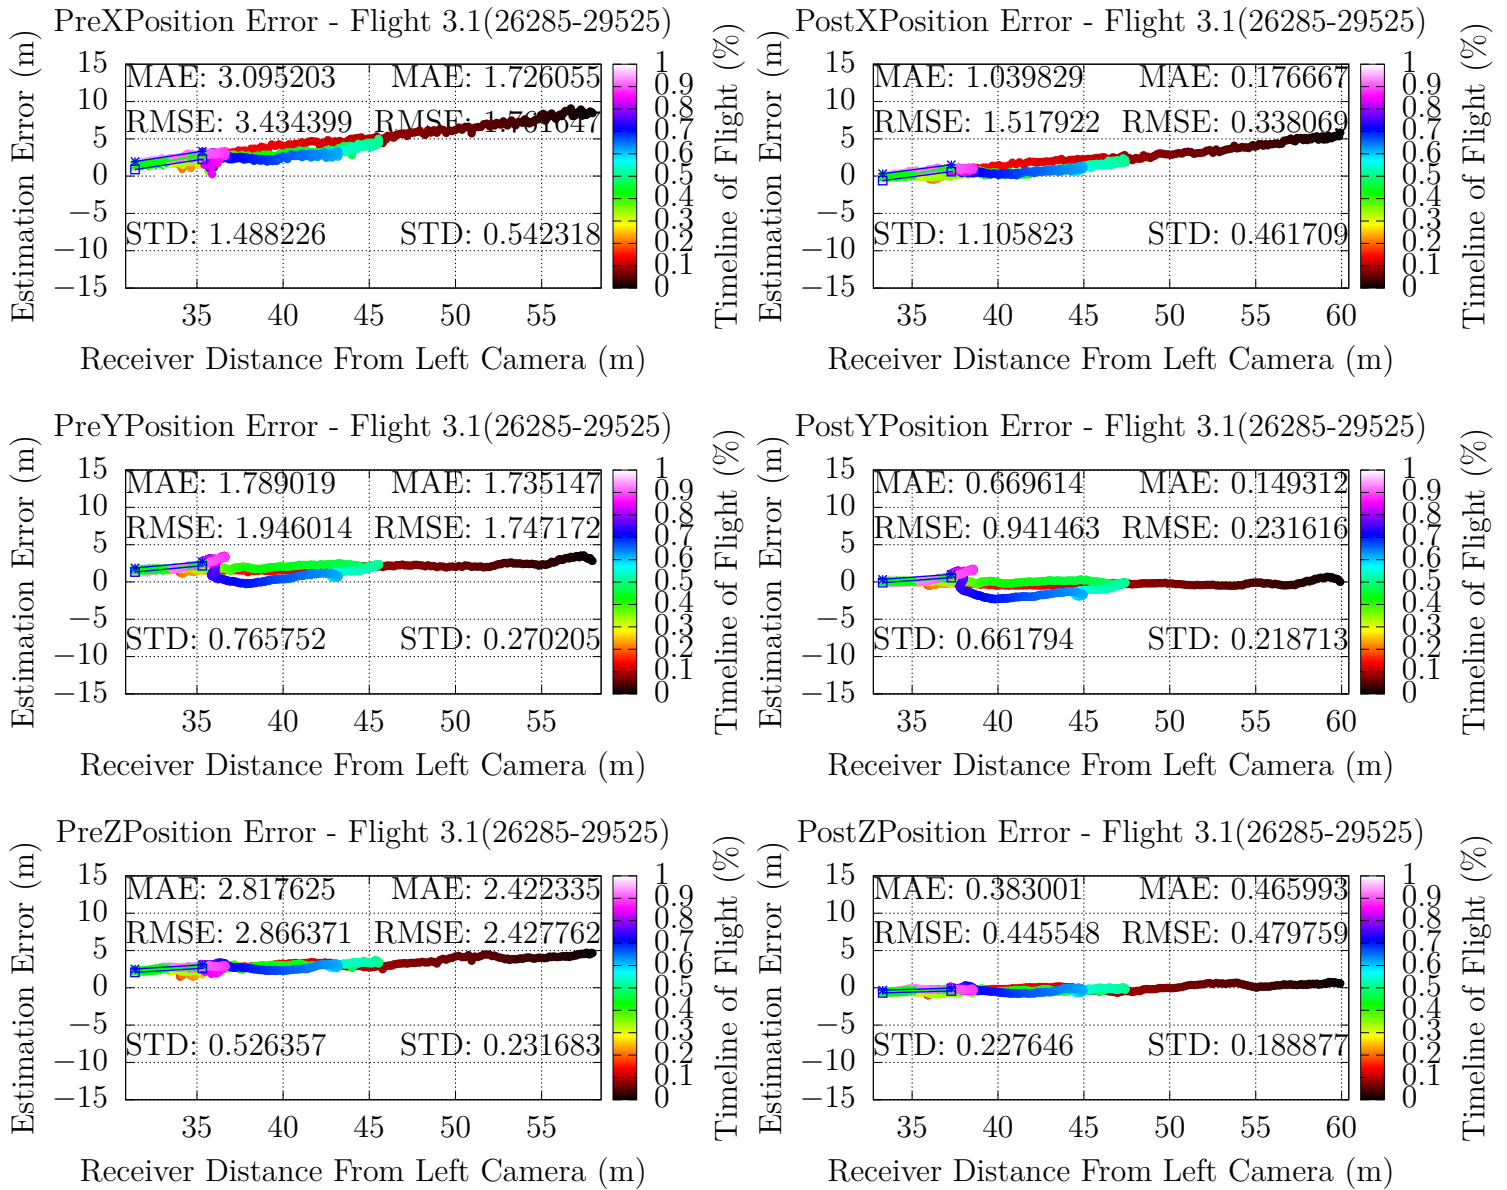 PreXPosition Error - Flight 3.1(26285-29525)
Estimation Error (m)
15
10
5
0
−5
−10
−15
MAE: 3.095203 MAE: 1.726055
RMSE: 3.434399 RMSE: 1.761647
STD: 1.488226 STD: 0.542318
35 40 45 50 55
Receiver Distance From Left Camera (m)
1
0.9
0.8
0.7
0.6
0.5
0.4
0.3
0.2
0.1
0
Timeline of Flight (%)
PostXPosition Error - Flight 3.1(26285-29525)
Estimation Error (m)
15
10
5
0
−5
−10
−15
MAE: 1.039829 MAE: 0.176667
RMSE: 1.517922 RMSE: 0.338069
STD: 1.105823 STD: 0.461709
35 40 45 50 55 60
Receiver Distance From Left Camera (m)
1
0.9
0.8
0.7
0.6
0.5
0.4
0.3
0.2
0.1
0
Timeline of Flight (%)
PreYPosition Error - Flight 3.1(26285-29525)
Estimation Error (m)
15
10
5
0
−5
−10
−15
MAE: 1.789019 MAE: 1.735147
RMSE: 1.946014 RMSE: 1.747172
STD: 0.765752 STD: 0.270205
35 40 45 50 55
Receiver Distance From Left Camera (m)
1
0.9
0.8
0.7
0.6
0.5
0.4
0.3
0.2
0.1
0
Timeline of Flight (%)
PostYPosition Error - Flight 3.1(26285-29525)
Estimation Error (m)
15
10
5
0
−5
−10
−15
MAE: 0.669614 MAE: 0.149312
RMSE: 0.941463 RMSE: 0.231616
STD: 0.661794 STD: 0.218713
35 40 45 50 55 60
Receiver Distance From Left Camera (m)
1
0.9
0.8
0.7
0.6
0.5
0.4
0.3
0.2
0.1
0
Timeline of Flight (%)
PreZPosition Error - Flight 3.1(26285-29525)
Estimation Error (m)
15
10
5
0
−5
−10
−15
MAE: 2.817625 MAE: 2.422335
RMSE: 2.866371 RMSE: 2.427762
STD: 0.526357 STD: 0.231683
35 40 45 50 55
Receiver Distance From Left Camera (m)
1
0.9
0.8
0.7
0.6
0.5
0.4
0.3
0.2
0.1
0
Timeline of Flight (%)
PostZPosition Error - Flight 3.1(26285-29525)
Estimation Error (m)
15
10
5
0
−5
−10
−15
MAE: 0.383001 MAE: 0.465993
RMSE: 0.445548 RMSE: 0.479759
STD: 0.227646 STD: 0.188877
35 40 45 50 55 60
Receiver Distance From Left Camera (m)
1
0.9
0.8
0.7
0.6
0.5
0.4
0.3
0.2
0.1
0
Timeline of Flight (%)